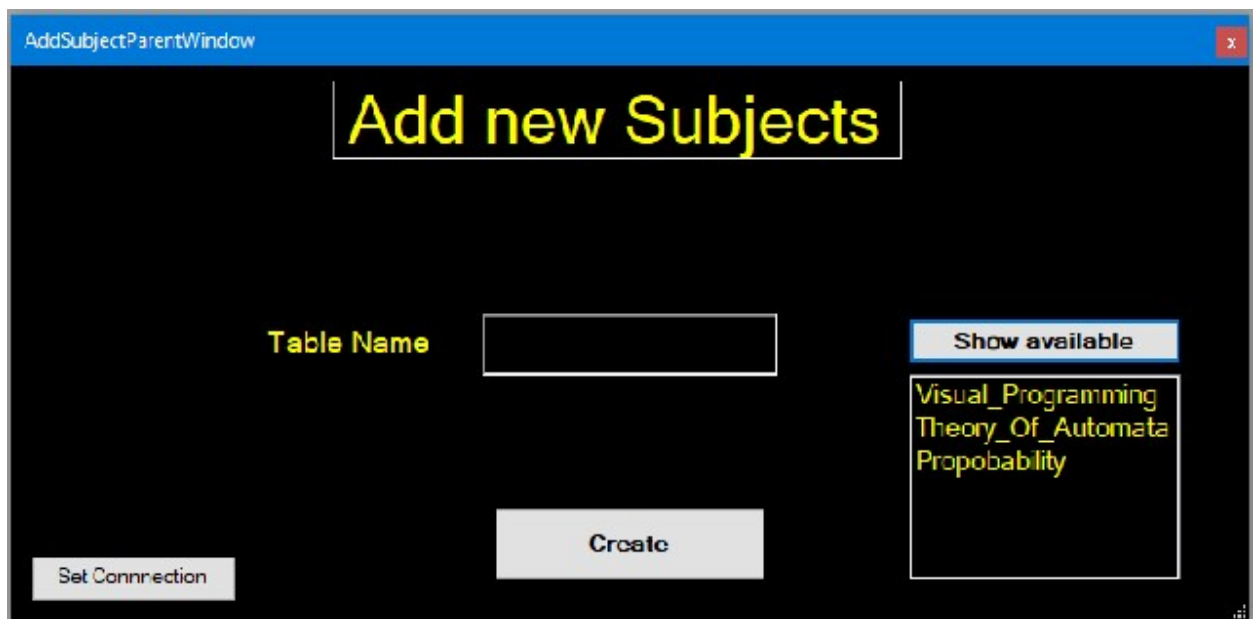 AddSubjectParentWindow
x
Add new Subjects
Table Name
Show available
Visual_Programming
Theory_Of_Automata
Propobability
Create
Set Connnection